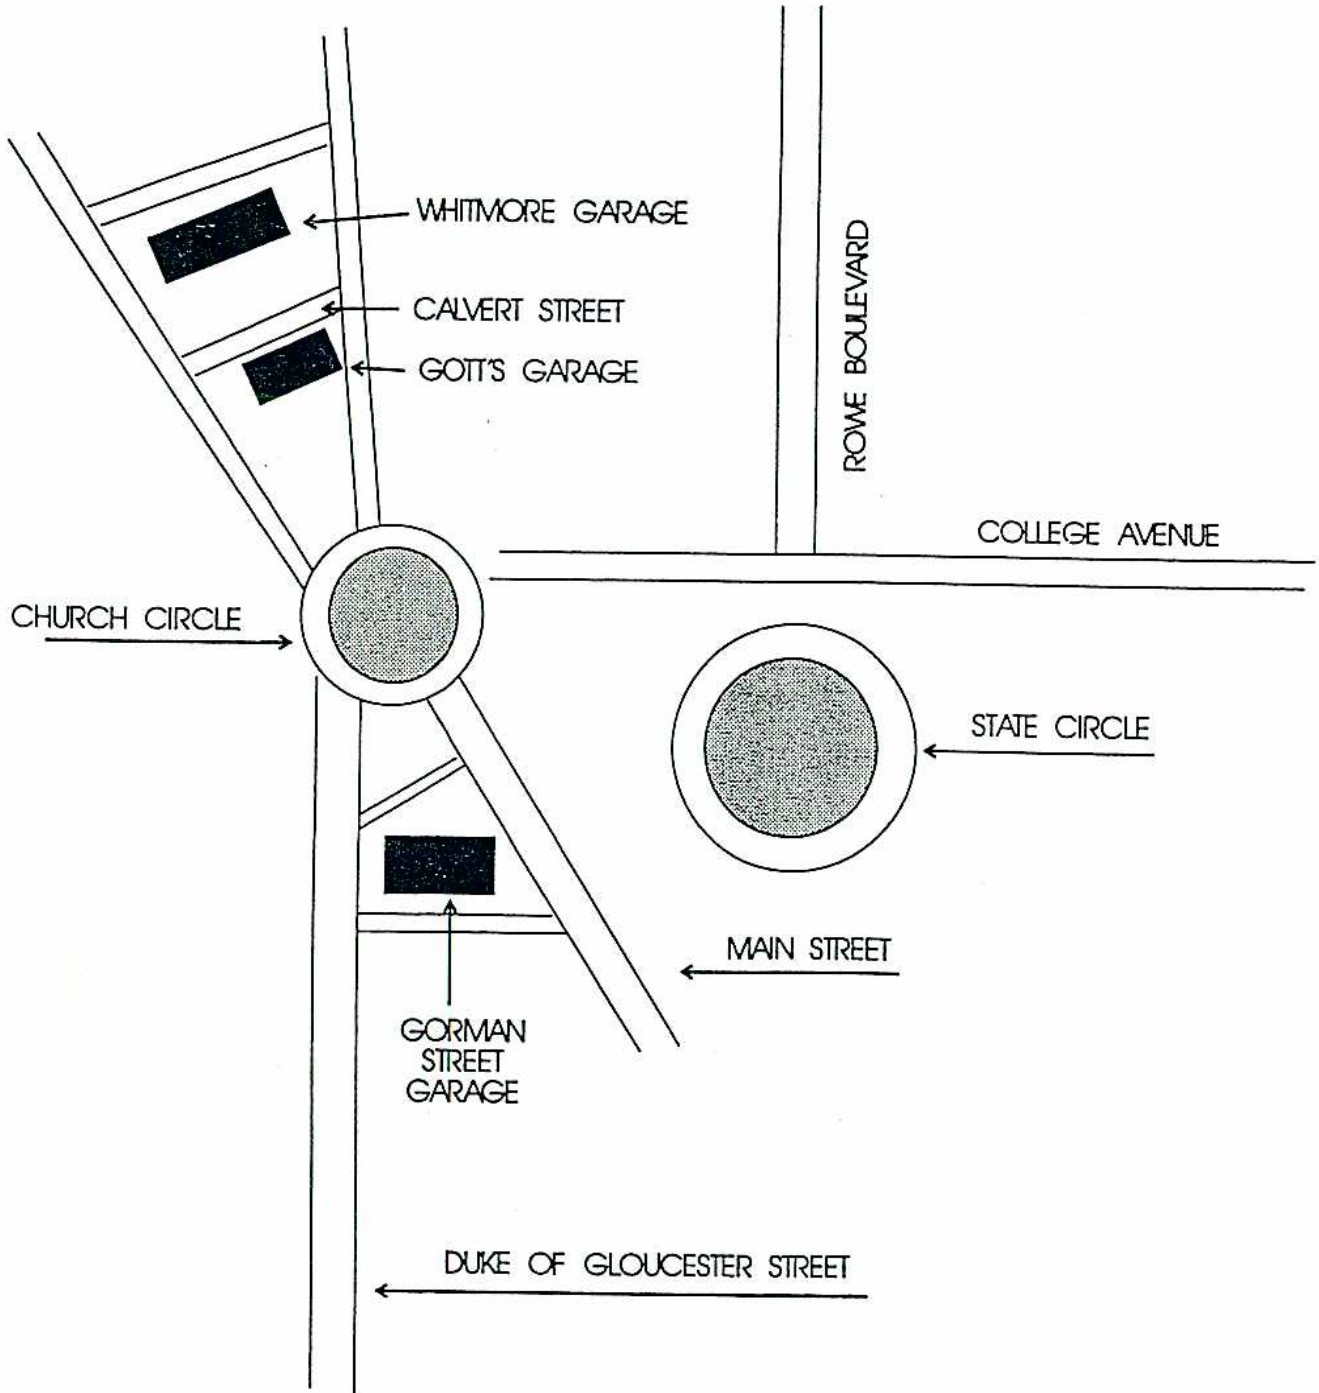 WHITMORE GARAGE
CALVERT STREET
GOTT'S GARAGE
ROWE BOULEVARD
COLLEGE AVENUE
CHURCH CIRCLE
STATE CIRCLE
MAIN STREET
GORMAN
STREET
GARAGE
DUKE OF GLOUCESTER STREET